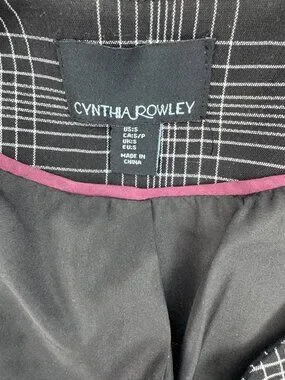 CYNTHIA ROWLEY
US:S
CA:S/P
UK:S
EU:S
MADE IN
CHINA